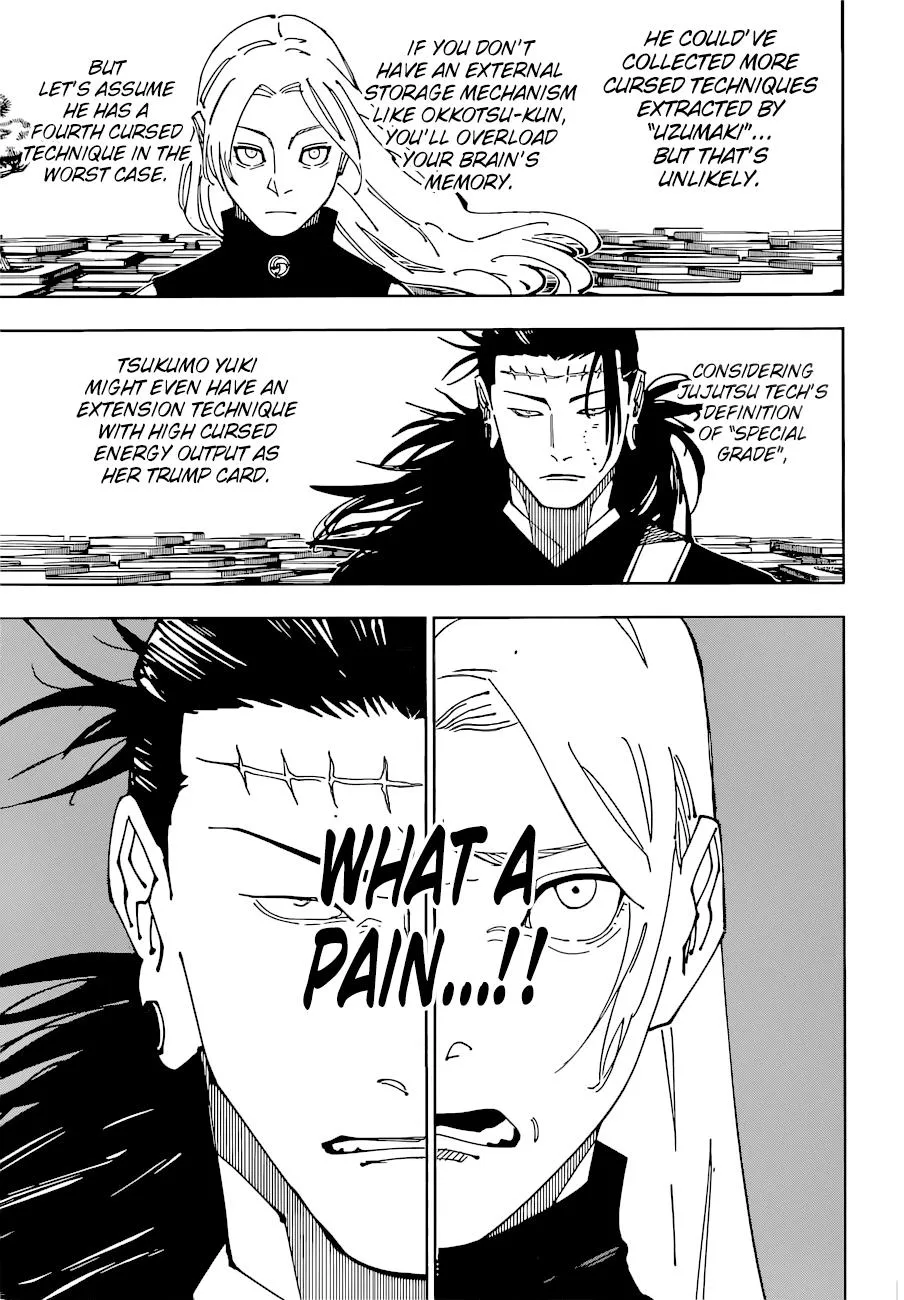 HE COULD'VE
COLLECTED MORE
CURSED TECHNIQUES
EXTRACTED BY
"UZUMAKI"...
BUT THAT'S
UNLIKELY.
IF YOU DON'T
HAVE AN EXTERNAL
STORAGE MECHANISM
LIKE OKKOTSU-KUN,
YOU'LL OVERLOAD
YOUR BRAIN'S
MEMORY.
BUT
LET'S ASSUME
HE HAS A
FOURTH CURSED
TECHNIQUE IN THE
WORST CASE.
CONSIDERING
JUJUTSU TECH'S
DEFINITION
OF "SPECIAL
GRADE",
TSUKUMO YUKI
MIGHT EVEN HAVE AN
EXTENSION TECHNIQUE
WITH HIGH CURSED
ENERGY OUTPUT AS
HER TRUMP CARD.
WHAT A
PAIN...!!